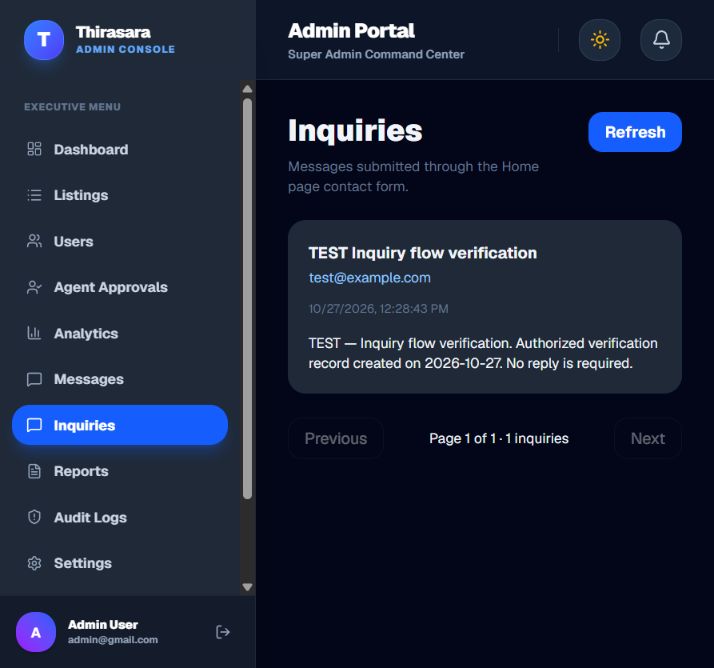 T
Thirasara
ADMIN CONSOLE
EXECUTIVE MENU
Dashboard
Listings
Users
Agent Approvals
Analytics
Messages
Inquiries
Reports
Audit Logs
Settings
A
Admin User
admin@gmail.com
Admin Portal
Super Admin Command Center
Inquiries
Refresh
Messages submitted through the Home
page contact form.
TEST Inquiry flow verification
test@example.com
10/27/2026, 12:28:43 PM
TEST — Inquiry flow verification. Authorized verification
record created on 2026-10-27. No reply is required.
Previous
Page 1 of 1 · 1 inquiries
Next